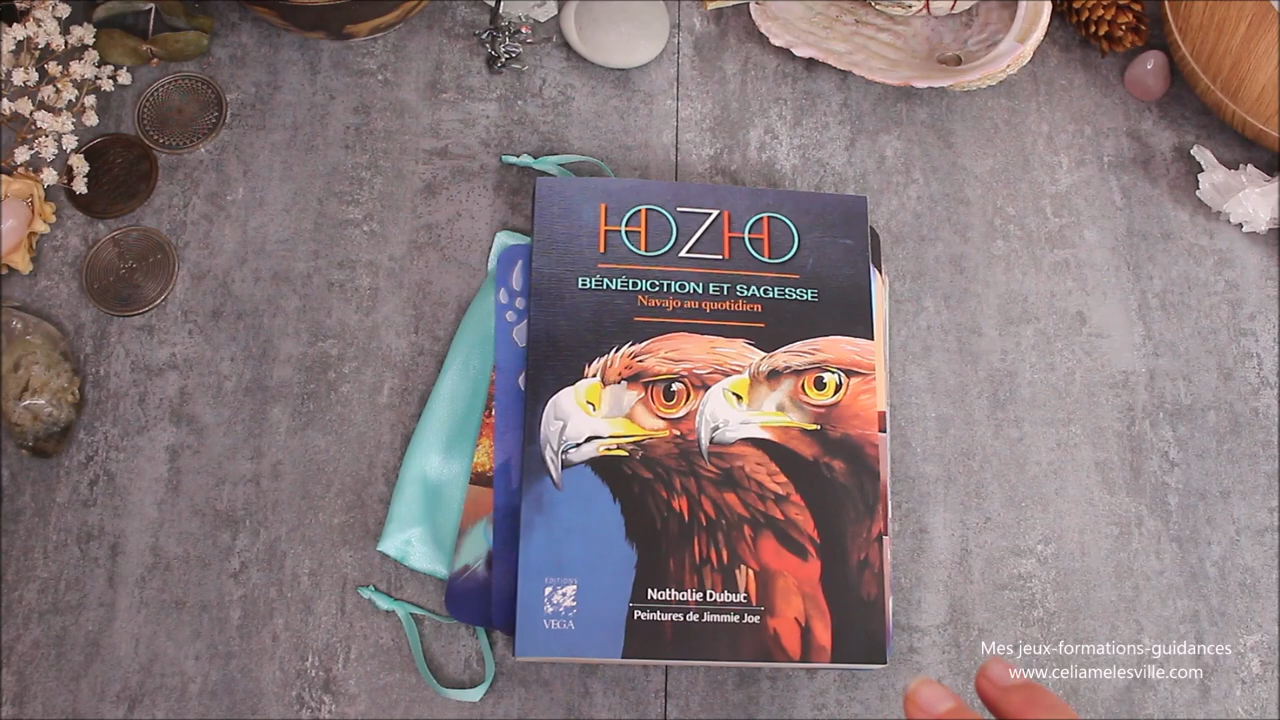 HOZHO
BÉNÉDICTION ET SAGESSE
Navajo au quotidien
Nathalie Dubuc
Peintures de Jimmie Joe
ÉDITIONS
VEGA
Mes jeux-formations-guidances
www.celiamelesville.com